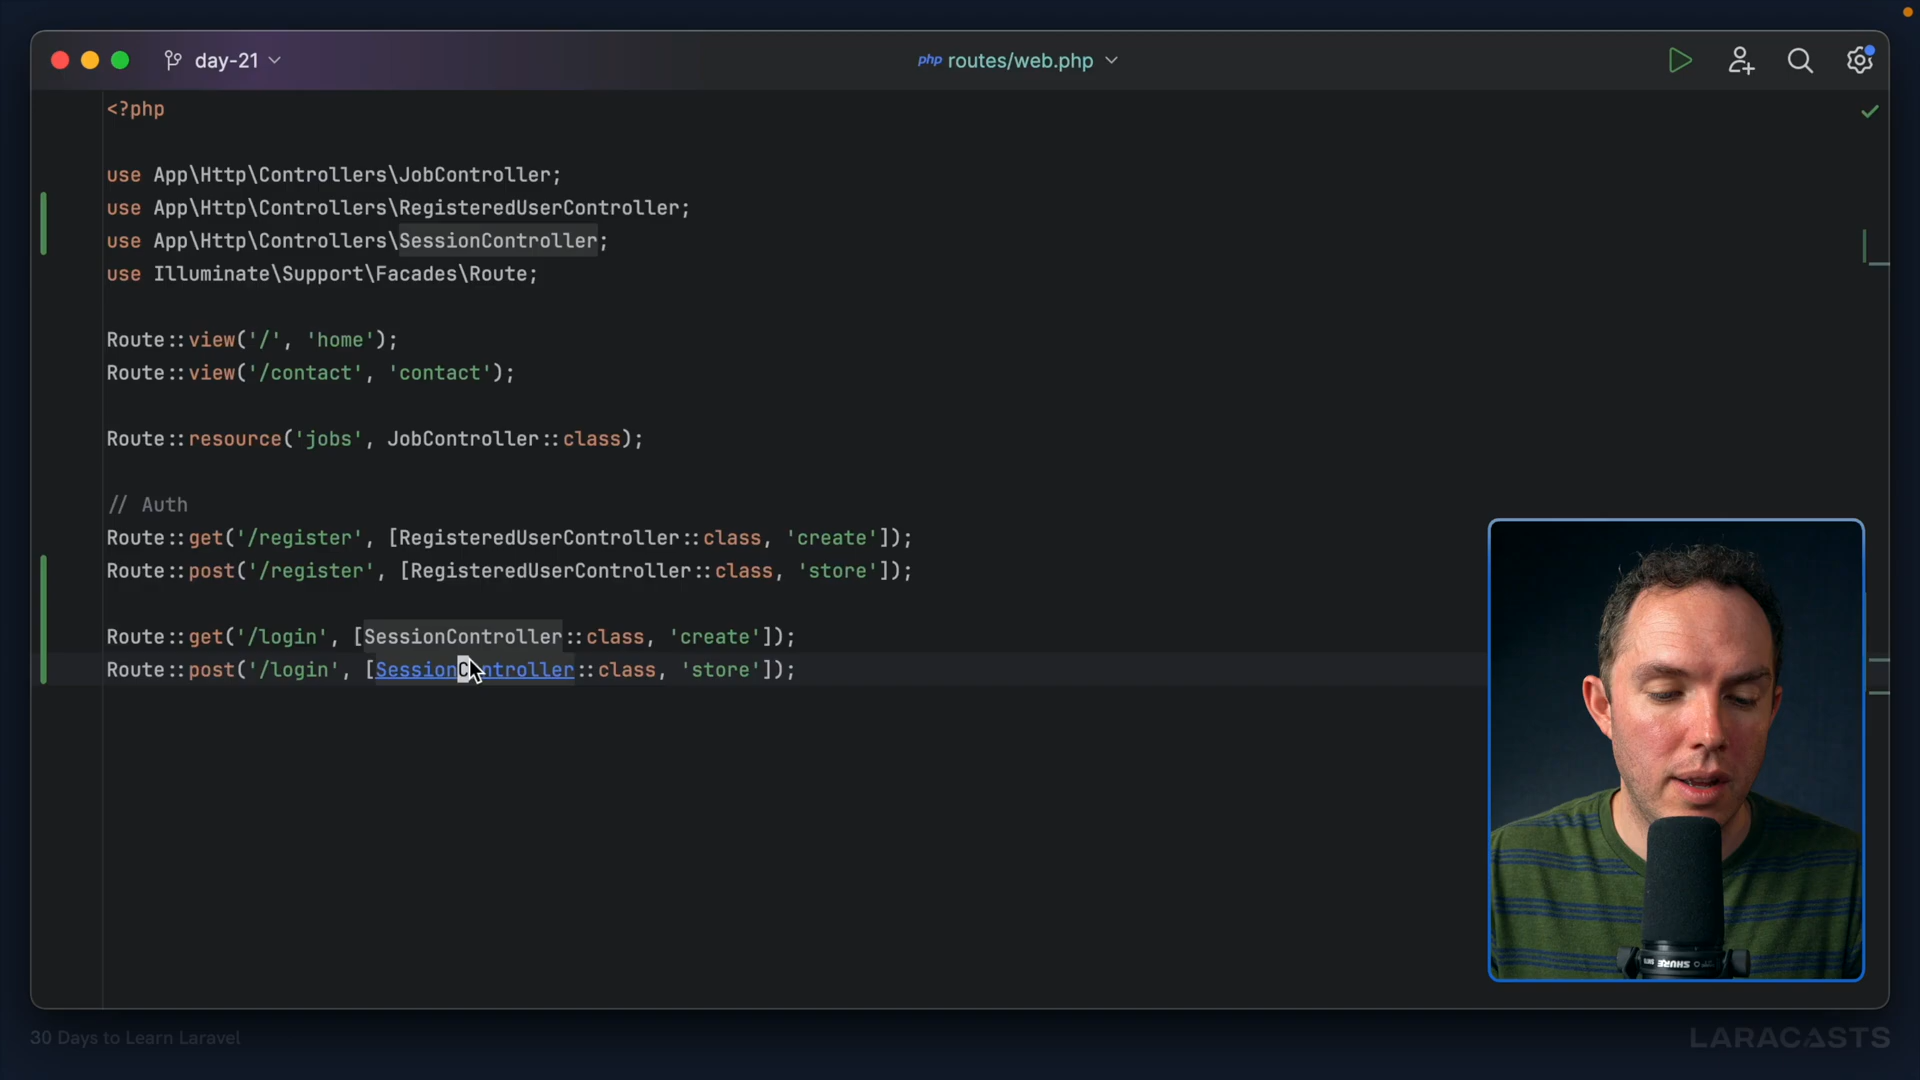 day-21
php routes/web.php
<?php
use App\Http\Controllers\JobController;
use App\Http\Controllers\RegisteredUserController;
use App\Http\Controllers\SessionController;
use Illuminate\Support\Facades\Route;
Route::view('/', 'home');
Route::view('/contact', 'contact');
Route::resource('jobs', JobController::class);
// Auth
Route::get('/register', [RegisteredUserController::class, 'create']);
Route::post('/register', [RegisteredUserController::class, 'store']);
Route::get('/login', [SessionController::class, 'create']);
Route::post('/login', [SessionController::class, 'store']);
SHURE
30 Days to Learn Laravel
LARACASTS